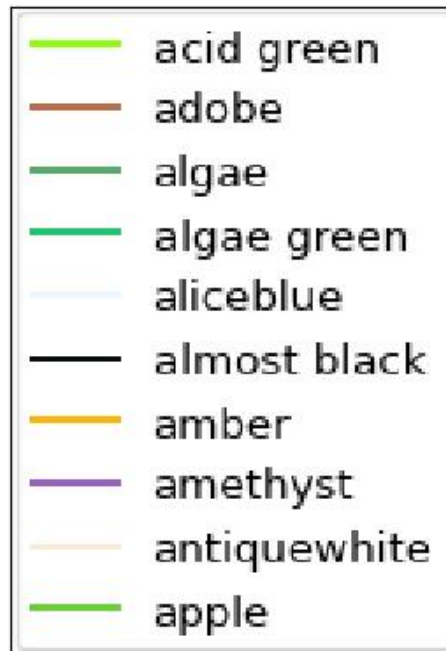 acid green
adobe
algae
algae green
aliceblue
almost black
amber
amethyst
antiquewhite
apple